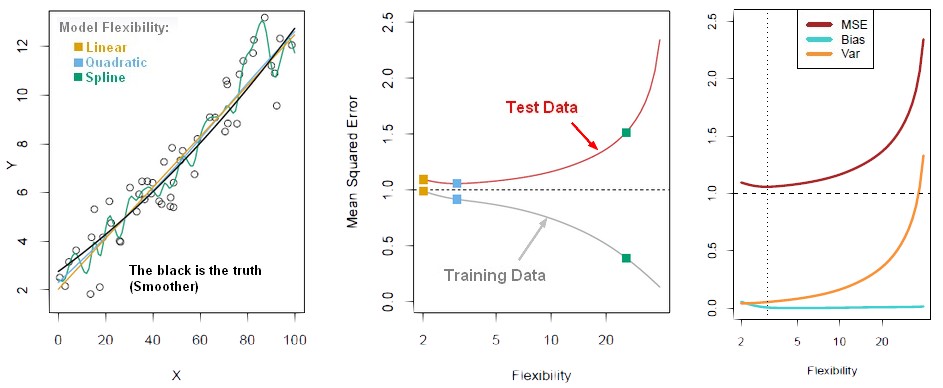 Model Flexibility:
Linear
Quadratic
Spline
The black is the truth
(Smoother)
Y
2 4 6 8 10 12
0 20 40 60 80 100
X
Mean Squared Error
0.0 0.5 1.0 1.5 2.0 2.5
Test Data
Training Data
2 5 10 20
Flexibility
MSE
Bias
Var
0.0 0.5 1.0 1.5 2.0 2.5
2 5 10 20
Flexibility